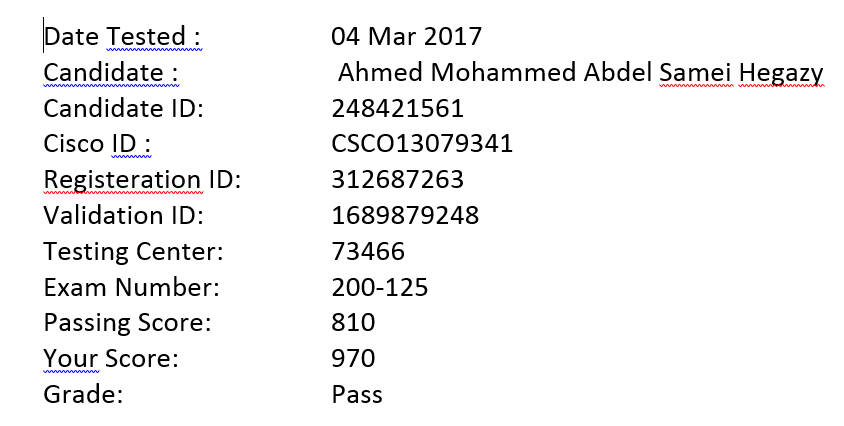 Date Tested : 04 Mar 2017
Candidate : Ahmed Mohammed Abdel Samei Hegazy
Candidate ID: 248421561
Cisco ID : CSCO13079341
Registeration ID: 312687263
Validation ID: 1689879248
Testing Center: 73466
Exam Number: 200-125
Passing Score: 810
Your Score: 970
Grade: Pass